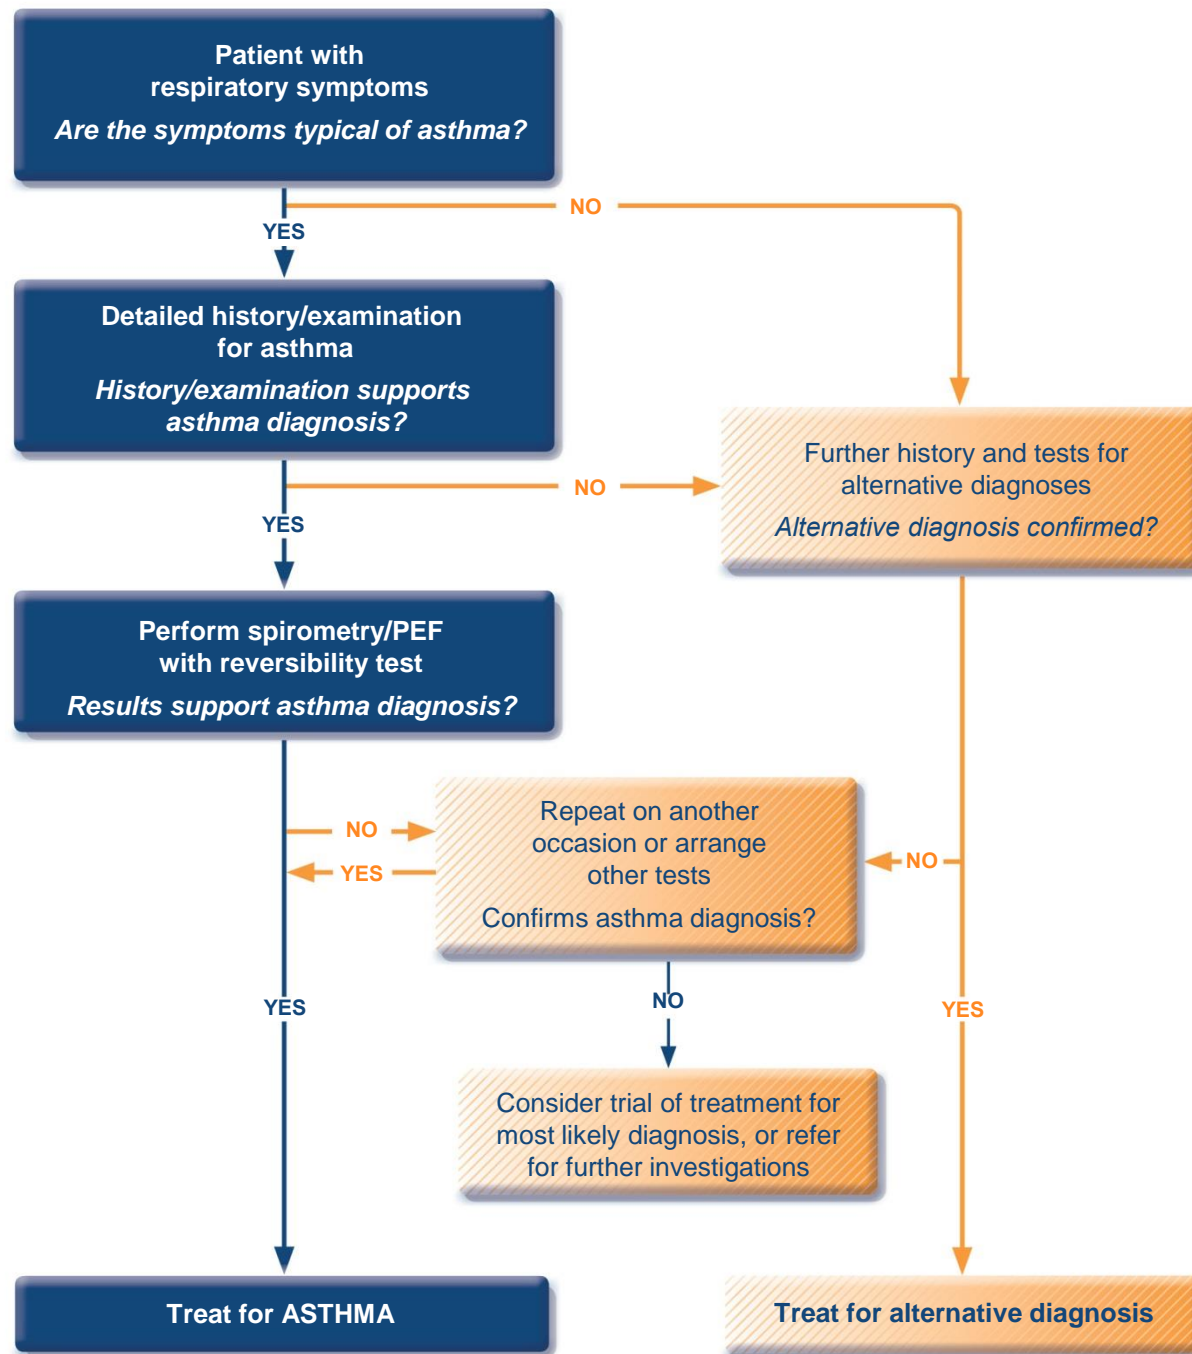 Patient with
respiratory symptoms
Are the symptoms typical of asthma?
NO
YES
Detailed history/examination
for asthma
History/examination supports
asthma diagnosis?
Further history and tests for
alternative diagnoses
Alternative diagnosis confirmed?
NO
YES
Perform spirometry/PEF
with reversibility test
Results support asthma diagnosis?
Repeat on another
occasion or arrange
other tests
Confirms asthma diagnosis?
NO
YES
NO
YES
NO
YES
Consider trial of treatment for
most likely diagnosis, or refer
for further investigations
Treat for ASTHMA
Treat for alternative diagnosis